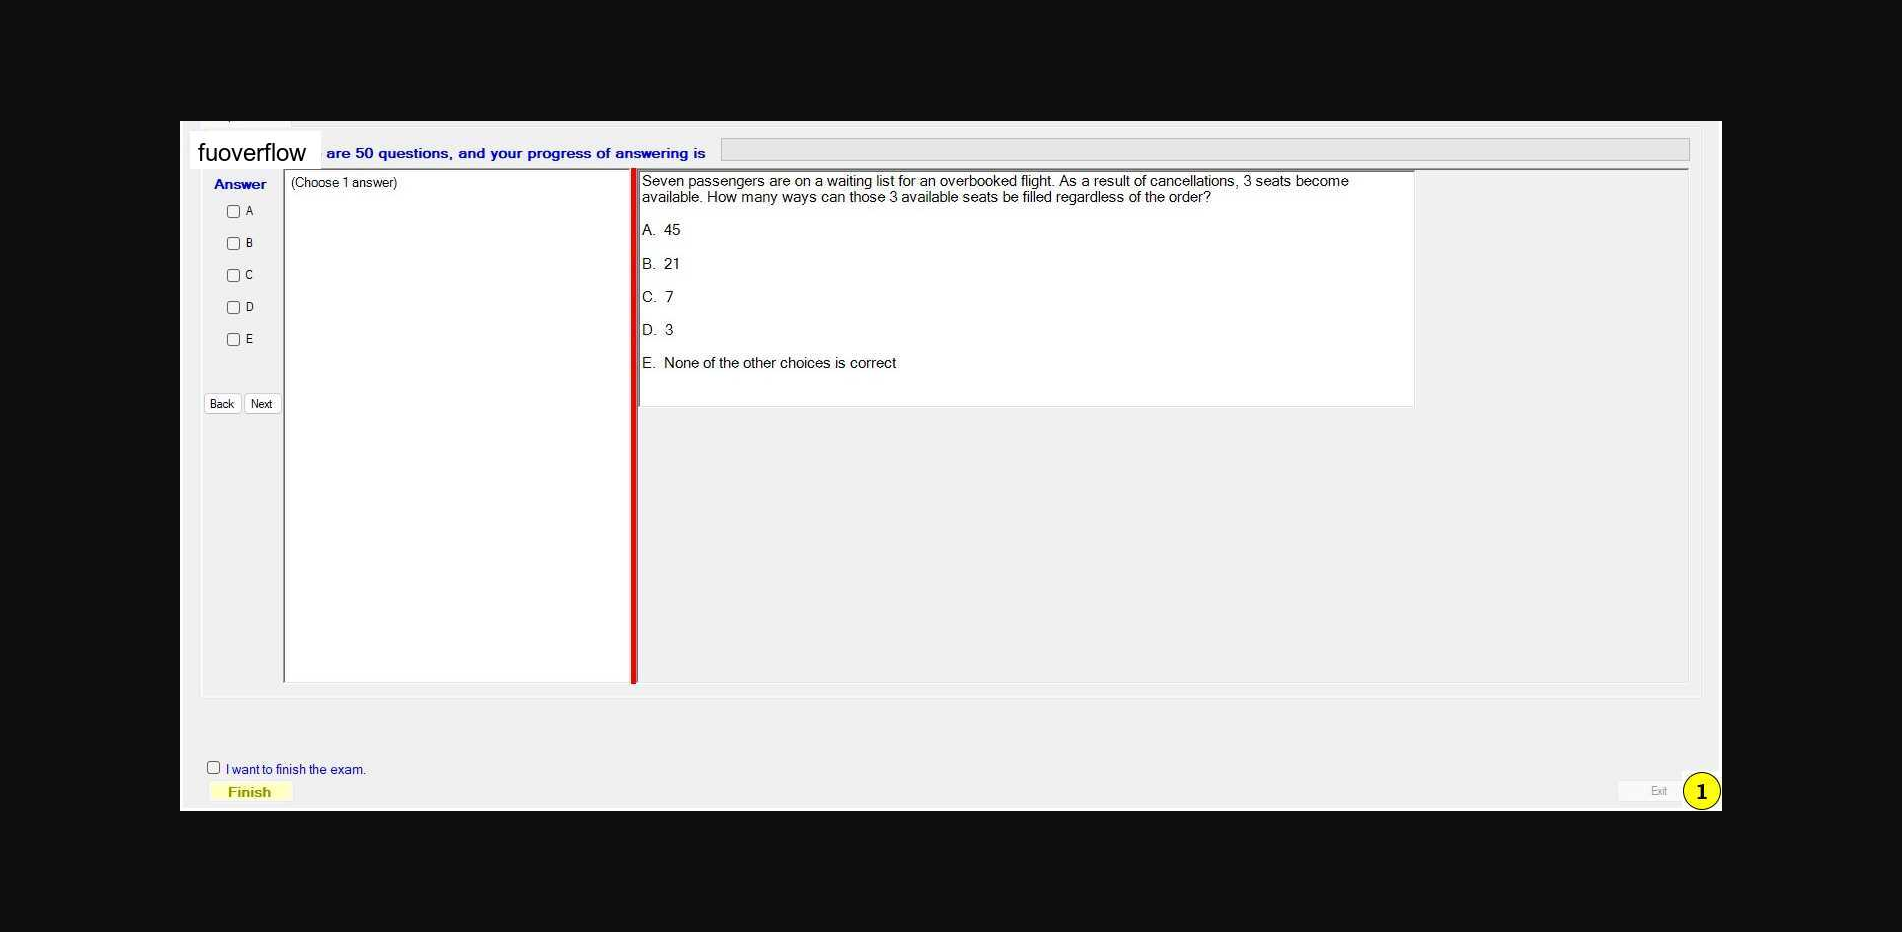 fuoverflow are 50 questions, and your progress of answering is
Answer
(Choose 1 answer)
A
B
C
D
E
Back Next
Seven passengers are on a waiting list for an overbooked flight. As a result of cancellations, 3 seats become
available. How many ways can those 3 available seats be filled regardless of the order?
A. 45
B. 21
C. 7
D. 3
E. None of the other choices is correct
I want to finish the exam.
Finish
Exit
1